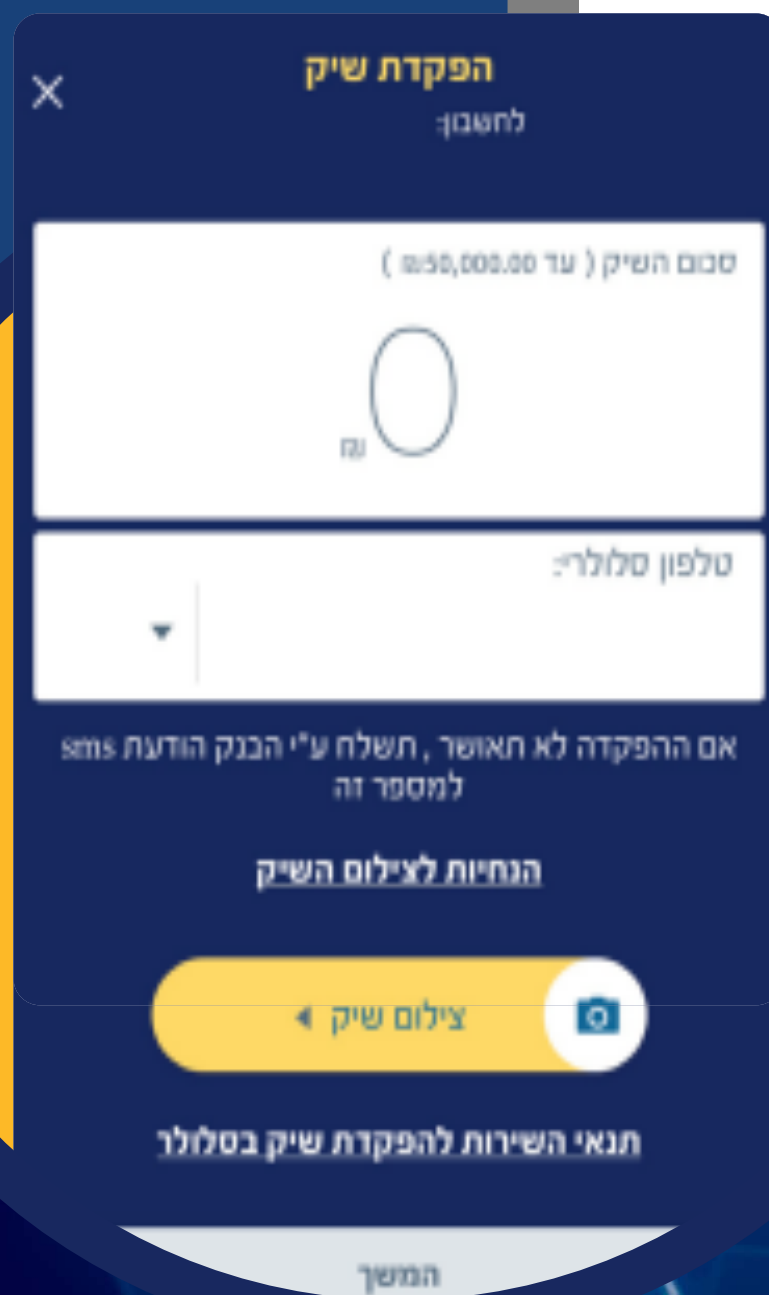 הפקדת שיק
לחשבון:
סכום השיק ( עד 50,000.00₪ )
0 ₪
טלפון סלולרי:
אם ההפקדה לא תאושר , תשלח ע"י הבנק הודעת sms
למספר זה
הנחיות לצילום השיק
צילום שיק
תנאי השירות להפקדת שיק בסלולר
המשך